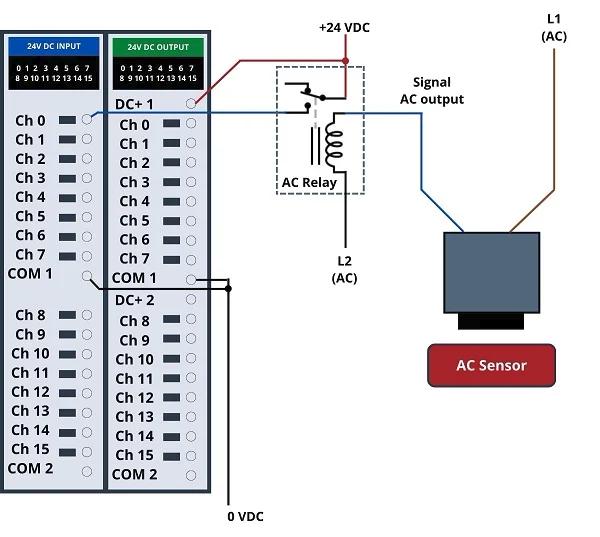 24V DC INPUT
0 1 2 3 4 5 6 7
8 9 10 11 12 13 14 15
Ch 0
Ch 1
Ch 2
Ch 3
Ch 4
Ch 5
Ch 6
Ch 7
COM 1
Ch 8
Ch 9
Ch 10
Ch 11
Ch 12
Ch 13
Ch 14
Ch 15
COM 2
24V DC OUTPUT
0 1 2 3 4 5 6 7
8 9 10 11 12 13 14 15
DC+ 1
Ch 0
Ch 1
Ch 2
Ch 3
Ch 4
Ch 5
Ch 6
Ch 7
COM 1
DC+ 2
Ch 8
Ch 9
Ch 10
Ch 11
Ch 12
Ch 13
Ch 14
Ch 15
COM 2
+24 VDC
AC Relay
L2
(AC)
0 VDC
Signal
AC output
L1
(AC)
AC Sensor